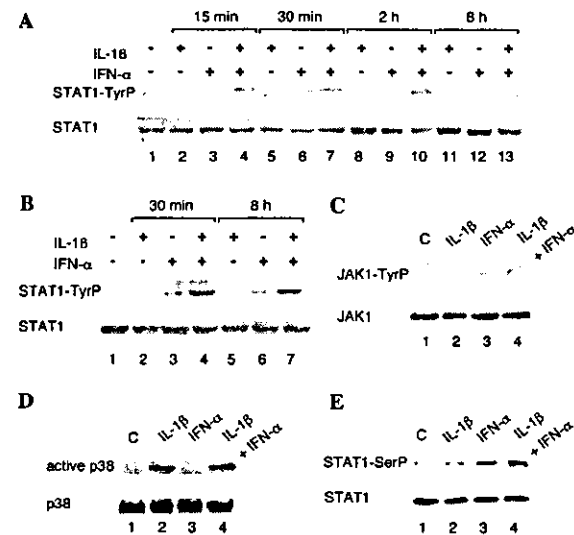 A
15 min 30 min 2 h 8 h
IL-1ß - + - + + - + + - + + - +
IFN-α - - + + - + + - + + - + +
STAT1-TyrP
STAT1
1 2 3 4 5 6 7 8 9 10 11 12 13
B
30 min 8 h
IL-1ß - + - + + - +
IFN-α - - + + - + +
STAT1-TyrP
STAT1
1 2 3 4 5 6 7
C
C IL-1β IFN-α IL-1β + IFN-α
JAK1-TyrP
JAK1
1 2 3 4
D
C IL-1β IFN-α IL-1β + IFN-α
active p38
p38
1 2 3 4
E
C IL-1β IFN-α IL-1β + IFN-α
STAT1-SerP
STAT1
1 2 3 4